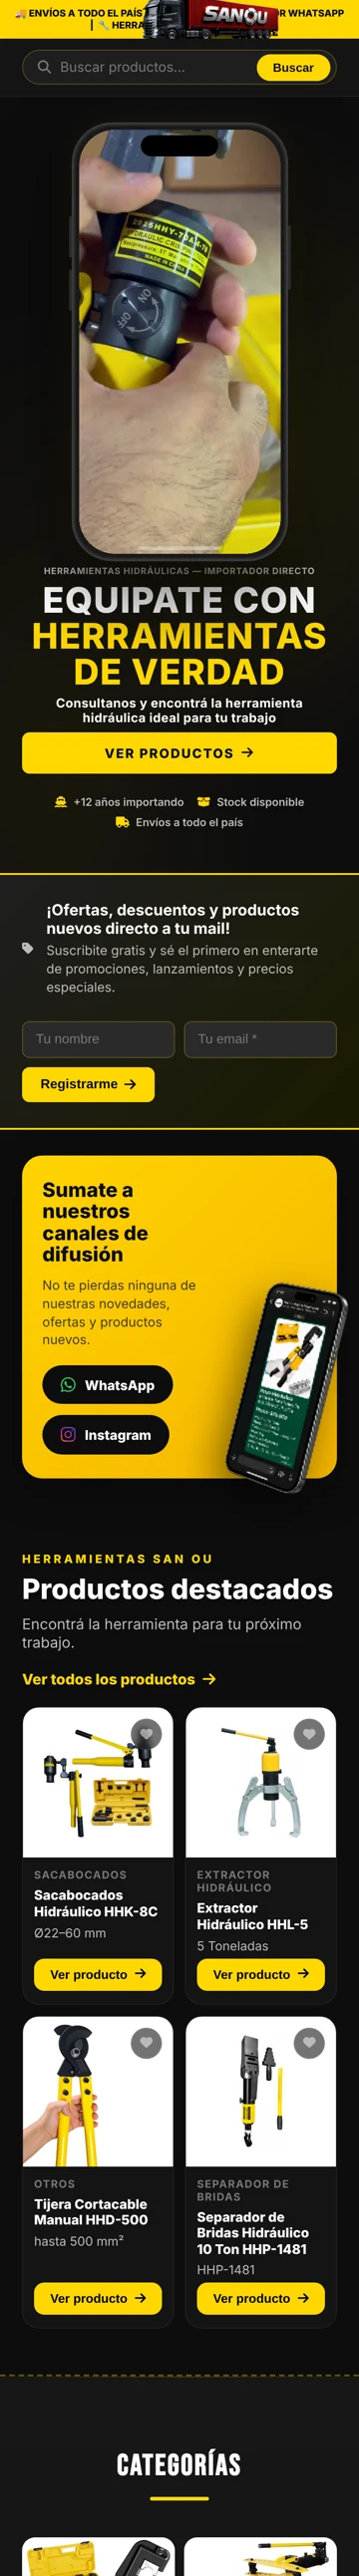 🚚 ENVÍOS A TODO EL PAÍS
SANOU
OR WHATSAPP
| 🔧
Buscar productos...
Buscar
MADE IN CHINA
ON
OFF
HERRAMIENTAS HIDRÁULICAS — IMPORTADOR DIRECTO
EQUIPATE CON
HERRAMIENTAS
DE VERDAD
Consultanos y encontrá la herramienta
hidráulica ideal para tu trabajo
VER PRODUCTOS →
+12 años importando
Stock disponible
Envíos a todo el país
¡Ofertas, descuentos y productos
nuevos directo a tu mail!
Suscribite gratis y sé el primero en enterarte
de promociones, lanzamientos y precios
especiales.
Tu nombre
Tu email *
Registrarme →
Sumate a
nuestros
canales de
difusión
No te pierdas ninguna de
nuestras novedades,
ofertas y productos
nuevos.
WhatsApp
Instagram
HERRAMIENTAS SAN OU
Productos destacados
Encontrá la herramienta para tu próximo
trabajo.
Ver todos los productos →
SACABOCADOS
Sacabocados
Hidráulico HHK-8C
Ø22–60 mm
Ver producto →
EXTRACTOR
HIDRÁULICO
Extractor
Hidráulico HHL-5
5 Toneladas
Ver producto →
OTROS
Tijera Cortacable
Manual HHD-500
hasta 500 mm²
Ver producto →
SEPARADOR DE
BRIDAS
Separador de
Bridas Hidráulico
10 Ton HHP-1481
HHP-1481
Ver producto →
CATEGORÍAS